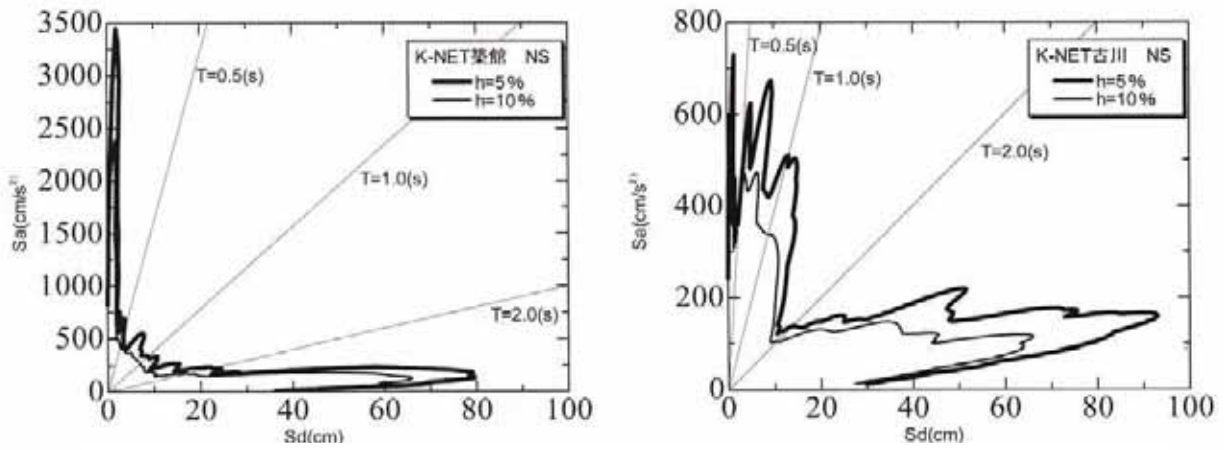 3500
3000
2500
2000
1500
1000
500
0
Sa(cm/s²)
T=0.5(s)
T=1.0(s)
T=2.0(s)
K-NET築館 NS
h=5%
h=10%
0 20 40 60 80 100
Sd(cm)
800
600
400
200
0
Sa(cm/s²)
T=0.5(s)
T=1.0(s)
T=2.0(s)
K-NET古川 NS
h=5%
h=10%
0 20 40 60 80 100
Sd(cm)